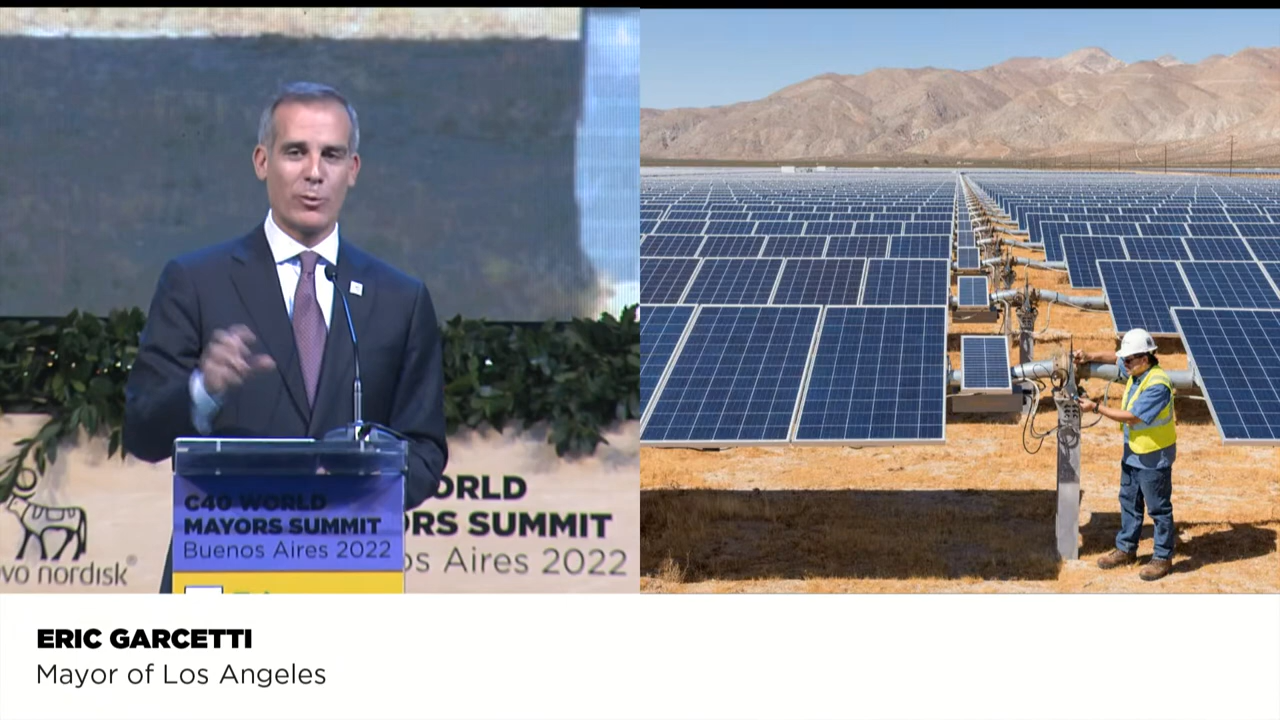 C40 WORLD
MAYORS SUMMIT
Buenos Aires 2022
ORLD
RS SUMMIT
os Aires 2022
vo nordisk®
ERIC GARCETTI
Mayor of Los Angeles